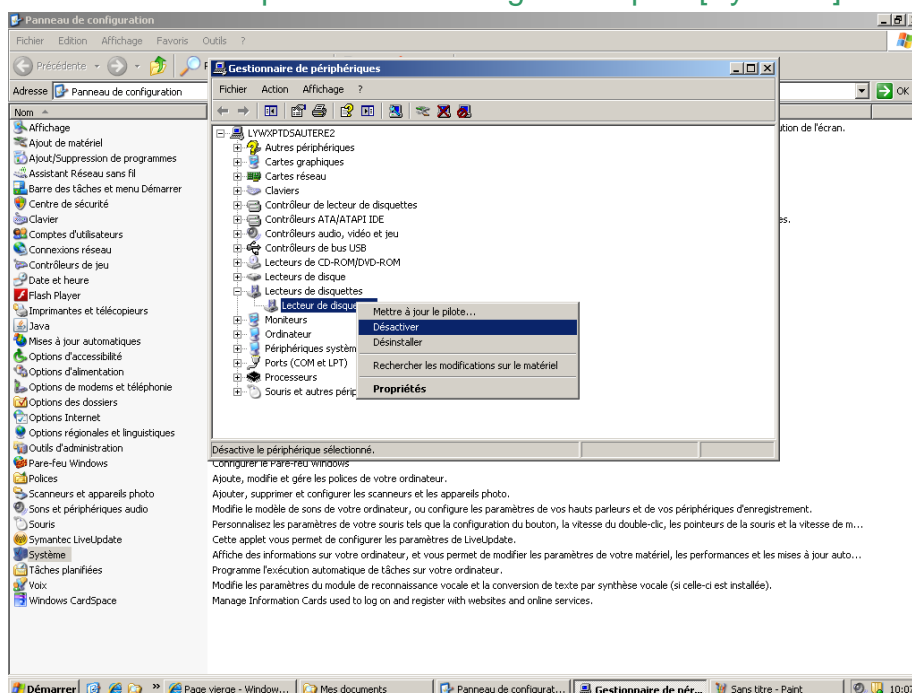 Panneau de configuration
Fichier Edition Affichage Favoris Outils ?
Précédente
Adresse Panneau de configuration OK
Nom
Affichage
Ajout de matériel
Ajout/Suppression de programmes
Assistant Réseau sans fil
Barre des tâches et menu Démarrer
Centre de sécurité
Clavier
Comptes d'utilisateurs
Connexions réseau
Contrôleurs de jeu
Date et heure
Flash Player
Imprimantes et télécopieurs
Java
Mises à jour automatiques
Options d'accessibilité
Options d'alimentation
Options de modems et téléphonie
Options des dossiers
Options Internet
Options régionales et linguistiques
Outils d'administration
Pare-feu Windows
Polices
Scanneurs et appareils photo
Sons et périphériques audio
Souris
Symantec LiveUpdate
Système
Tâches planifiées
Voix
Windows CardSpace
Gestionnaire de périphériques
Fichier Action Affichage ?
LYWXPTDSAUTERE2
Autres périphériques
Cartes graphiques
Cartes réseau
Claviers
Contrôleur de lecteur de disquettes
Contrôleurs ATA/ATAPI IDE
Contrôleurs audio, vidéo et jeu
Contrôleurs de bus USB
Lecteurs de CD-ROM/DVD-ROM
Lecteurs de disque
Lecteurs de disquettes
Lecteur de disque
Moniteurs
Ordinateur
Périphériques systèm
Ports (COM et LPT)
Processeurs
Souris et autres périp
Mettre à jour le pilote...
Désactiver
Désinstaller
Rechercher les modifications sur le matériel
Propriétés
Désactive le périphérique sélectionné.
ution de l'écran.
es.
Configurer le Pare-feu Windows
Ajoute, modifie et gère les polices de votre ordinateur.
Ajouter, supprimer et configurer les scanneurs et les appareils photo.
Modifie le modèle de sons de votre ordinateur, ou configure les paramètres de vos hauts parleurs et de vos périphériques d'enregistrement.
Personnalisez les paramètres de votre souris tels que la configuration du bouton, la vitesse du double-clic, les pointeurs de la souris et la vitesse de m...
Cette applet vous permet de configurer les paramètres de LiveUpdate.
Affiche des informations sur votre ordinateur, et vous permet de modifier les paramètres de votre matériel, les performances et les mises à jour auto...
Programme l'exécution automatique de tâches sur votre ordinateur.
Modifie les paramètres du module de reconnaissance vocale et la conversion de texte par synthèse vocale (si celle-ci est installée).
Manage Information Cards used to log on and register with websites and online services.
Démarrer Page vierge - Window... Mes documents Panneau de configurat... Gestionnaire de pér... Sans titre - Paint 10:0